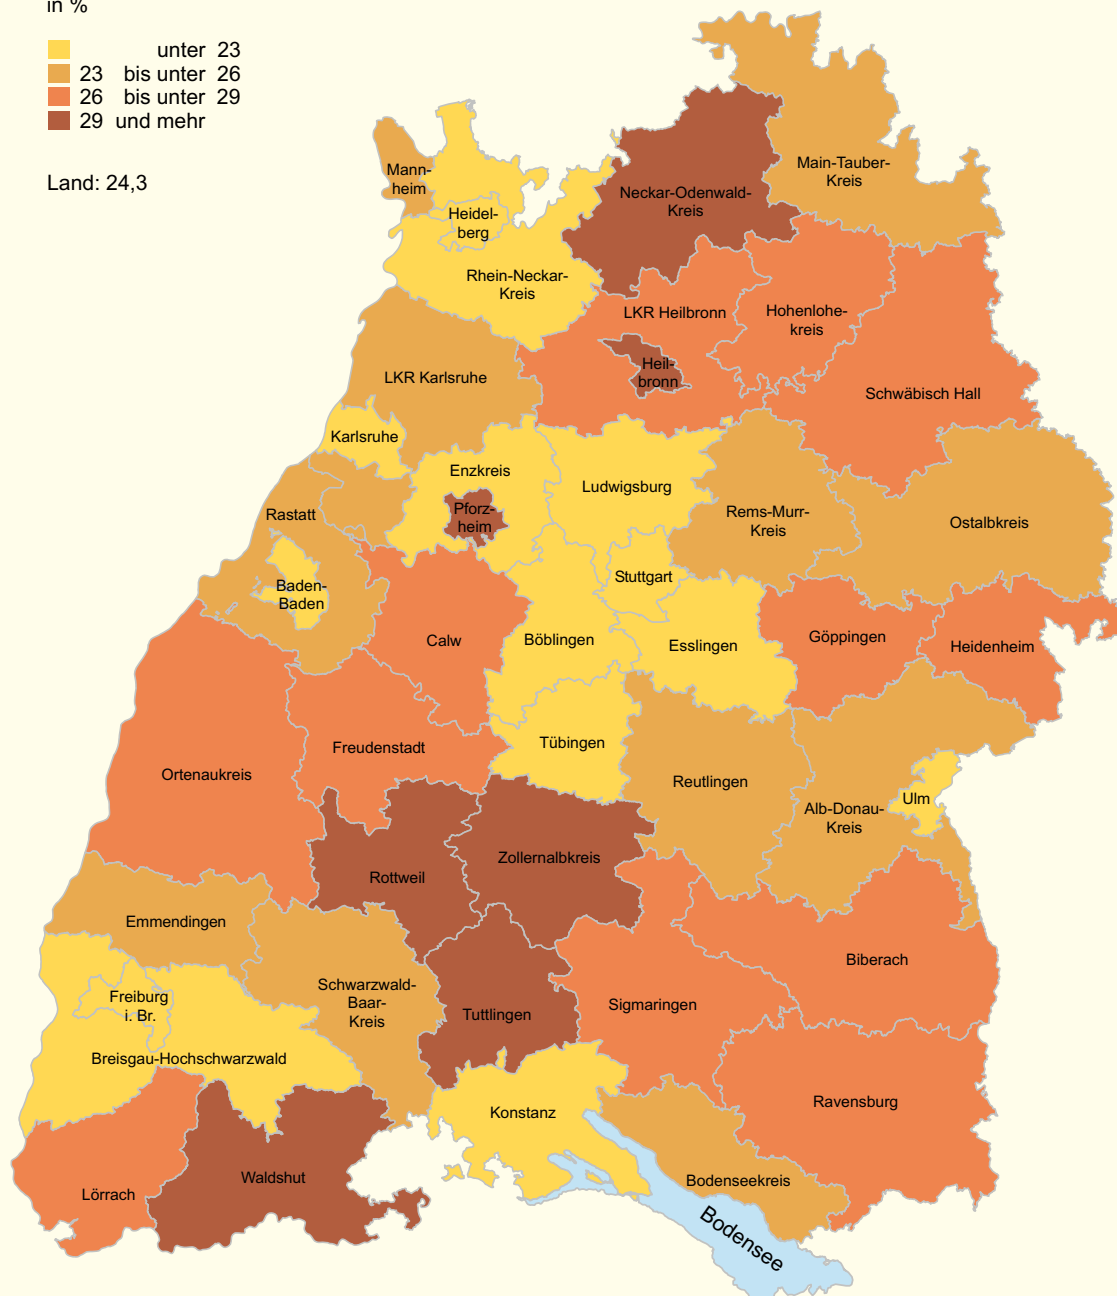 in %
unter 23
23 bis unter 26
26 bis unter 29
29 und mehr
Land: 24,3
Main-Tauber-
Kreis
Mann-
heim
Neckar-Odenwald-
Kreis
Heidel-
berg
Rhein-Neckar-
Kreis
LKR Heilbronn
Hohenlohe-
kreis
Heil-
bronn
LKR Karlsruhe
Schwäbisch Hall
Karlsruhe
Enzkreis
Ludwigsburg
Pforz-
heim
Rastatt
Rems-Murr-
Kreis
Ostalbkreis
Stuttgart
Baden-
Baden
Calw
Böblingen
Esslingen
Göppingen
Heidenheim
Tübingen
Freudenstadt
Ortenaukreis
Reutlingen
Ulm
Alb-Donau-
Kreis
Zollernalbkreis
Rottweil
Emmendingen
Biberach
Schwarzwald-
Baar-
Kreis
Freiburg
i. Br.
Sigmaringen
Tuttlingen
Breisgau-Hochschwarzwald
Ravensburg
Konstanz
Waldshut
Bodenseekreis
Lörrach
Bodensee